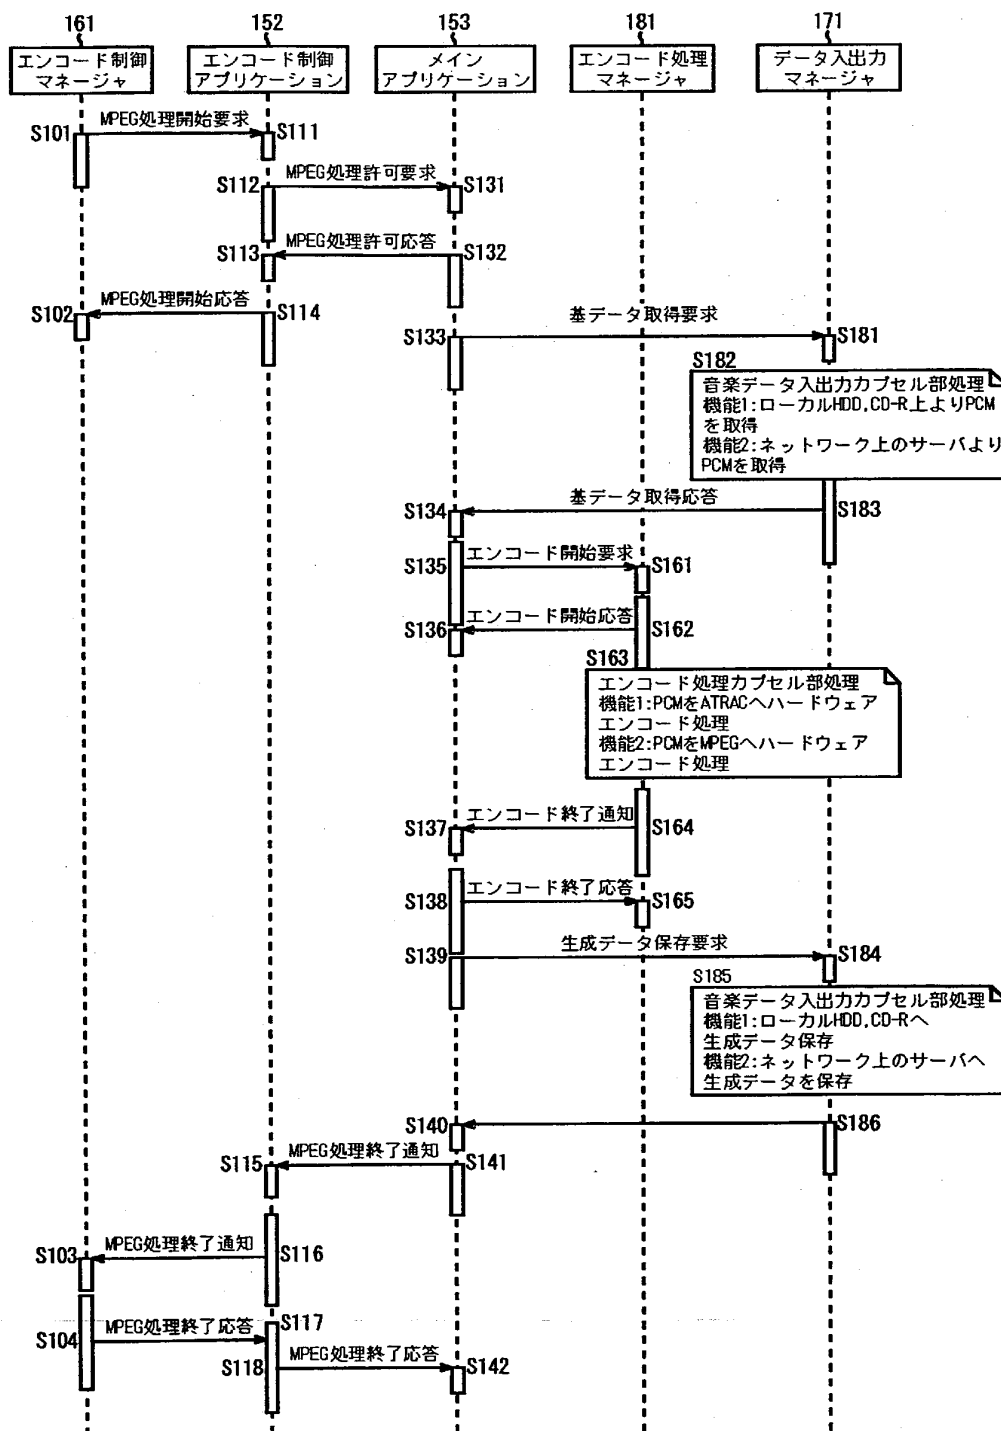 161
152
153
181
171
エンコード制御
マネージャ
エンコード制御
アプリケーション
メイン
アプリケーション
エンコード処理
マネージャ
データ入出力
マネージャ
S101
MPEG処理開始要求
S111
S112
MPEG処理許可要求
S131
S113
MPEG処理許可応答
S132
S102
MPEG処理開始応答
S114
S133
基データ取得要求
S181
S182
音楽データ入出力カプセル部処理
機能1:ローカルHDD,CD-R上よりPCM
を取得
機能2:ネットワーク上のサーバより
PCMを取得
S134
基データ取得応答
S183
S135
エンコード開始要求
S161
S136
エンコード開始応答
S162
S163
エンコード処理カプセル部処理
機能1:PCMをATRACへハードウェア
エンコード処理
機能2:PCMをMPEGへハードウェア
エンコード処理
S137
エンコード終了通知
S164
S138
エンコード終了応答
S165
S139
生成データ保存要求
S184
S185
音楽データ入出力カプセル部処理
機能1:ローカルHDD,CD-Rへ
生成データ保存
機能2:ネットワーク上のサーバへ
生成データを保存
S140
S186
S115
MPEG処理終了通知
S141
S103
MPEG処理終了通知
S116
S104
MPEG処理終了応答
S117
S118
MPEG処理終了応答
S142